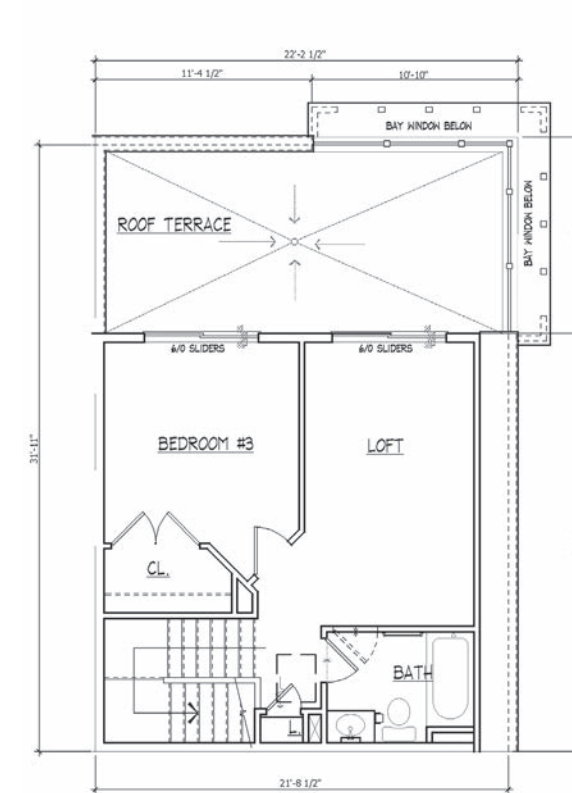 22'-2 1/2"
11'-4 1/2"
10'-10"
BAY WINDOW BELOW
ROOF TERRACE
BAY WINDOW BELOW
6/0 SLIDERS
6/0 SLIDERS
BEDROOM #3
LOFT
31'-11"
CL.
BATH
L.
21'-8 1/2"